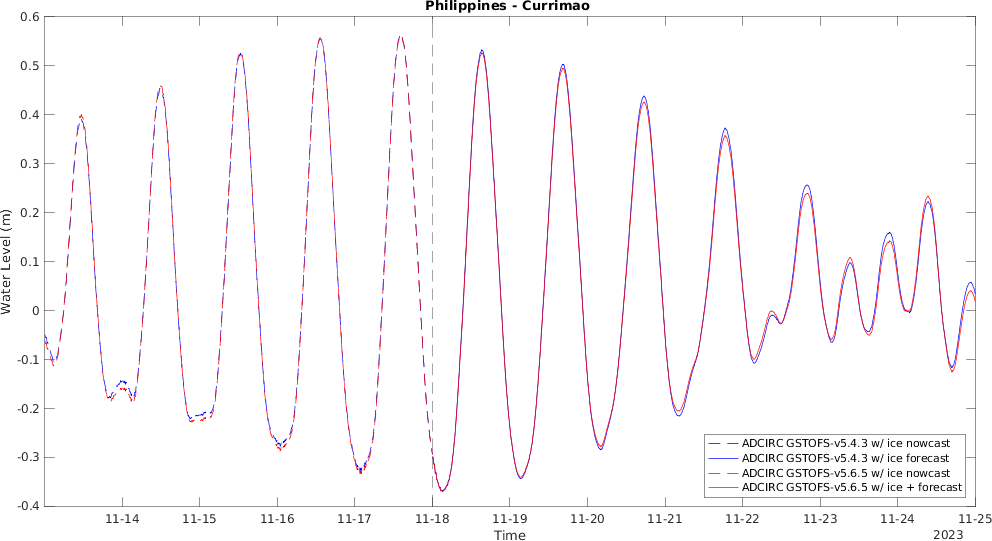 Philippines - Currimao
0.6
0.5
0.4
0.3
0.2
0.1
0
-0.1
-0.2
-0.3
-0.4
Water Level (m)
ADCIRC GSTOFS-v5.4.3 w/ ice nowcast
ADCIRC GSTOFS-v5.4.3 w/ ice forecast
ADCIRC GSTOFS-v5.6.5 w/ ice nowcast
ADCIRC GSTOFS-v5.6.5 w/ ice + forecast
11-14 11-15 11-16 11-17 11-18 11-19 11-20 11-21 11-22 11-23 11-24 11-25
Time
2023